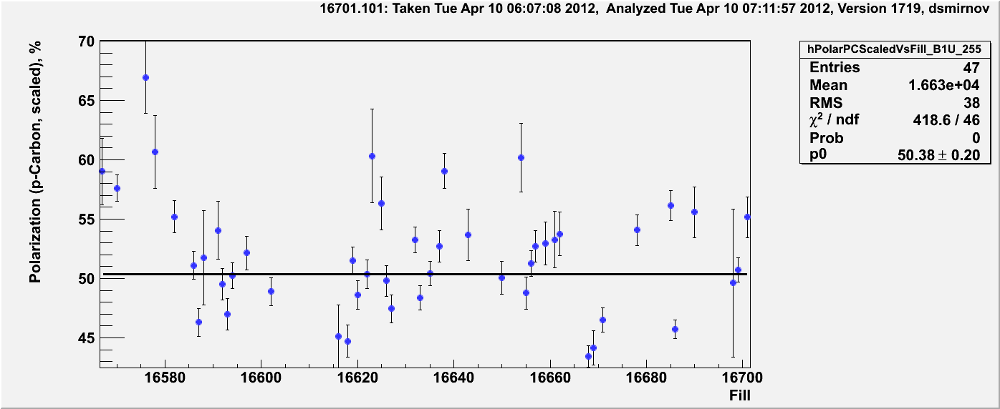 16701.101: Taken Tue Apr 10 06:07:08 2012, Analyzed Tue Apr 10 07:11:57 2012, Version 1719, dsmirnov
Polarization (p-Carbon, scaled), %
70
65
60
55
50
45
16580 16600 16620 16640 16660 16680 16700
Fill
hPolarPCScaledVsFill_B1U_255
Entries 47
Mean 1.663e+04
RMS 38
χ² / ndf 418.6 / 46
Prob 0
p0 50.38 ± 0.20